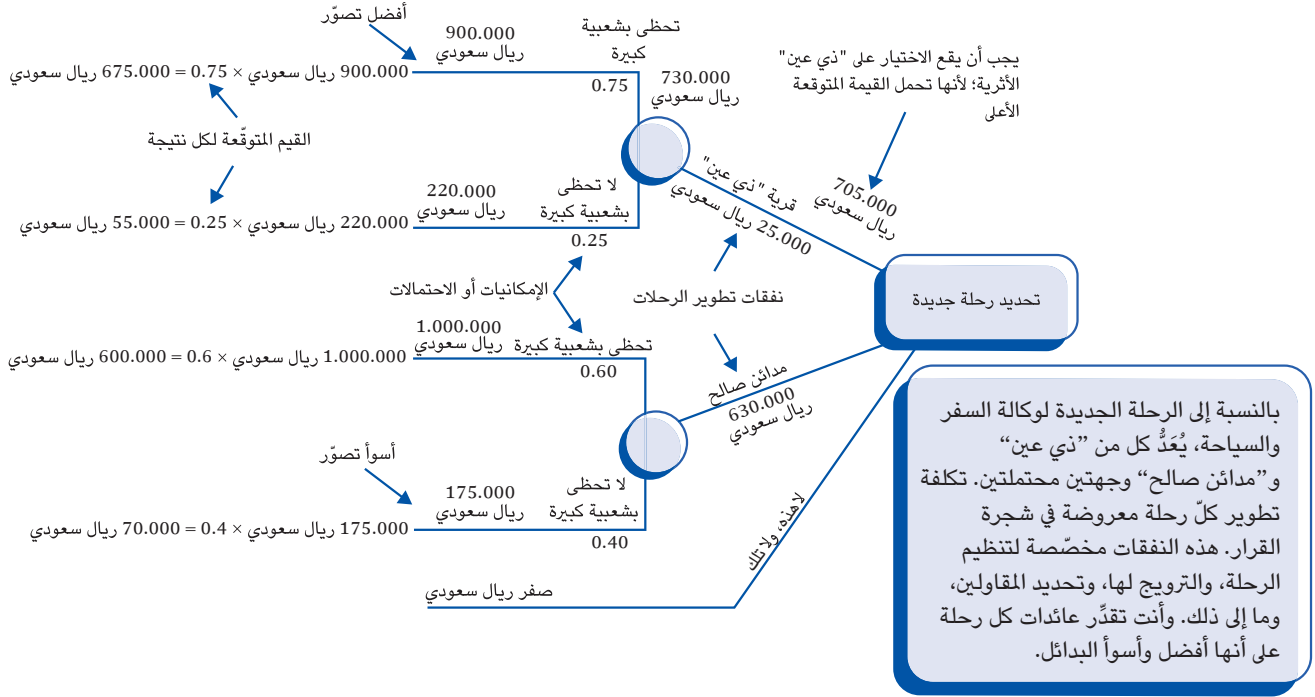 أفضل تصوّر
تحظى بشعبية
كبيرة
900.000
ريال سعودي
0.75
900.000 ريال سعودي × 0.75 = 675.000 ريال سعودي
730.000
ريال سعودي
يجب أن يقع الاختيار على "ذي عين"
الأثرية؛ لأنها تحمل القيمة المتوقعة
الأعلى
القيم المتوقّعة لكل نتيجة
قرية "ذي عين"
25.000 ريال سعودي
705.000
ريال سعودي
لا تحظى
بشعبية كبيرة
220.000
ريال سعودي
0.25
220.000 ريال سعودي × 0.25 = 55.000 ريال سعودي
تحديد رحلة جديدة
نفقات تطوير الرحلات
الإمكانيات أو الاحتمالات
تحظى بشعبية كبيرة
1.000.000
ريال سعودي
0.60
1.000.000 ريال سعودي × 0.6 = 600.000 ريال سعودي
مدائن صالح
630.000
ريال سعودي
أسوأ تصوّر
لا تحظى
بشعبية كبيرة
175.000
ريال سعودي
0.40
175.000 ريال سعودي × 0.4 = 70.000 ريال سعودي
لا هذه، ولا تلك
صفر ريال سعودي
بالنسبة إلى الرحلة الجديدة لوكالة السفر
والسياحة، يُعَدُّ كل من ”ذي عين“
و”مدائن صالح“ وجهتين محتملتين. تكلفة
تطوير كلّ رحلة معروضة في شجرة
القرار. هذه النفقات مخصّصة لتنظيم
الرحلة، والترويج لها، وتحديد المقاولين،
وما إلى ذلك. وأنت تقدِّر عائدات كل رحلة
على أنها أفضل وأسوأ البدائل.